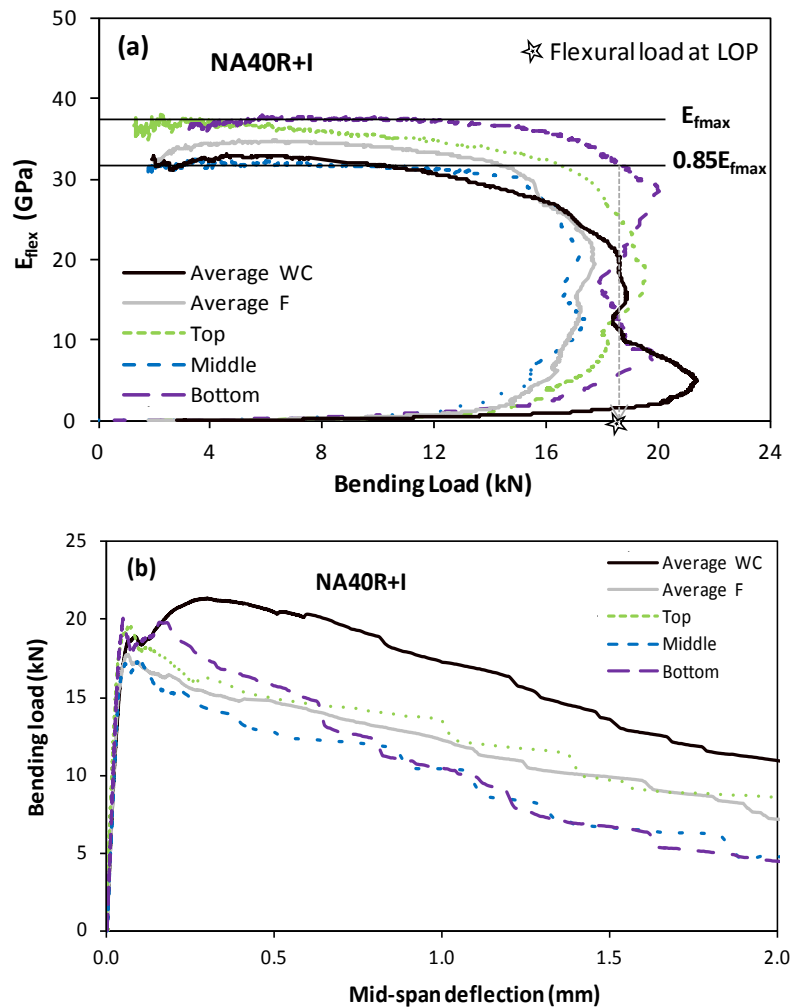 (a)
NA40R+I
Flexural load at LOP
E_fmax
0.85E_fmax
Average WC
Average F
Top
Middle
Bottom
E_flex (GPa)
50
40
30
20
10
0
0 4 8 12 16 20 24
Bending Load (kN)
(b)
NA40R+I
Average WC
Average F
Top
Middle
Bottom
Bending load (kN)
25
20
15
10
5
0
0.0 0.5 1.0 1.5 2.0
Mid-span deflection (mm)